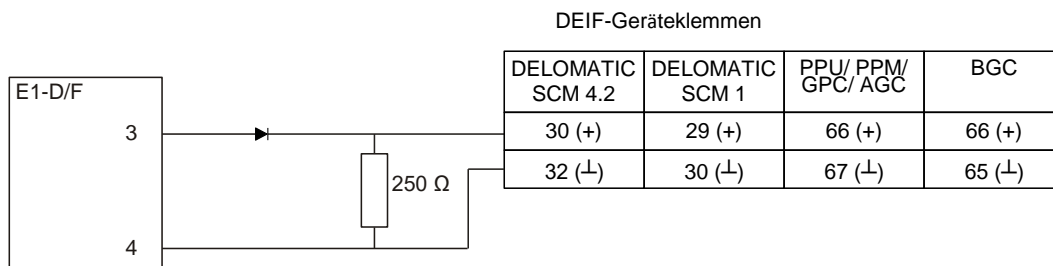 DEIF-Geräteklemmen
DELOMATIC SCM 4.2
DELOMATIC SCM 1
PPU/ PPM/ GPC/ AGC
BGC
E1-D/F
3
30 (+)
29 (+)
66 (+)
66 (+)
32 (┴)
30 (┴)
67 (┴)
65 (┴)
250 Ω
4